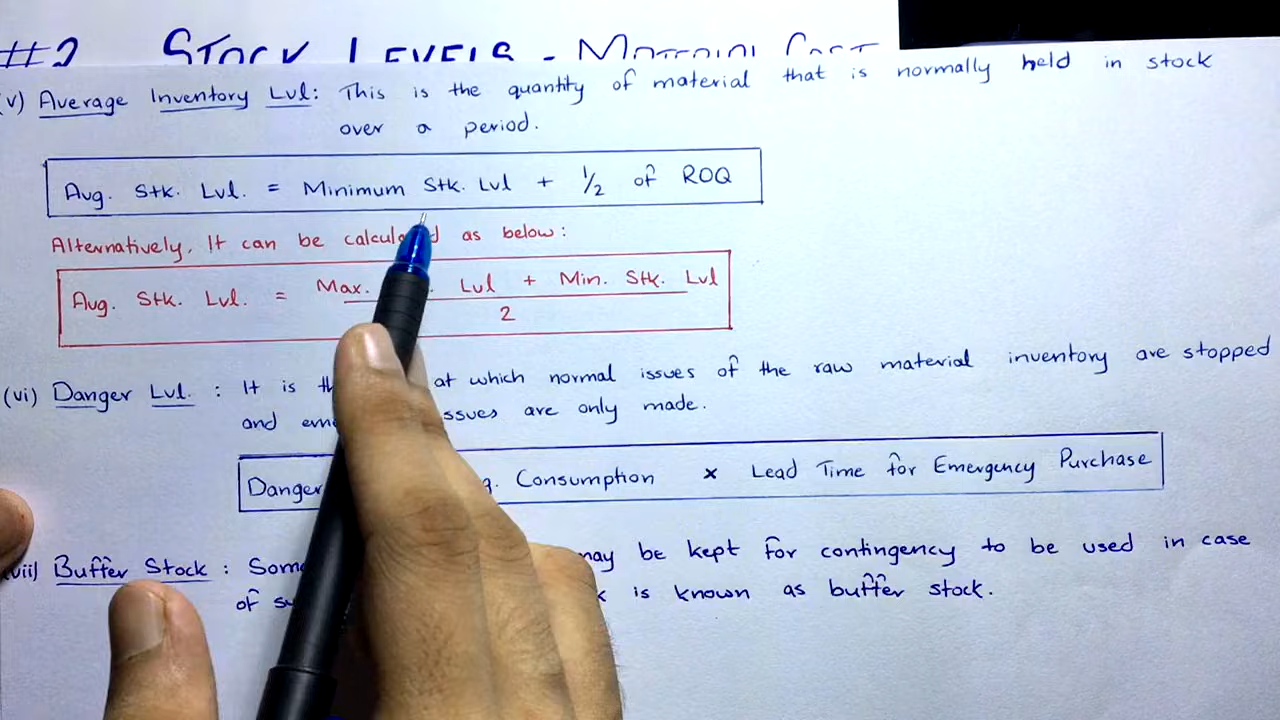 #2 STOCK LEVELS - Material Cost
(v) Average Inventory Lvl: This is the quantity of material that is normally held in stock
over a period.
Avg. Stk. Lvl. = Minimum Stk. Lvl + 1/2 of ROQ
Alternatively, It can be calculated as below:
Avg. Stk. Lvl. = Max. Lvl + Min. Stk. Lvl
2
(vi) Danger Lvl. : It is at which normal issues of the raw material inventory are stopped
and issues are only made.
Danger Consumption × Lead Time for Emergency Purchase
(vii) Buffer Stock : may be kept for contingency to be used in case
of is known as buffer stock.